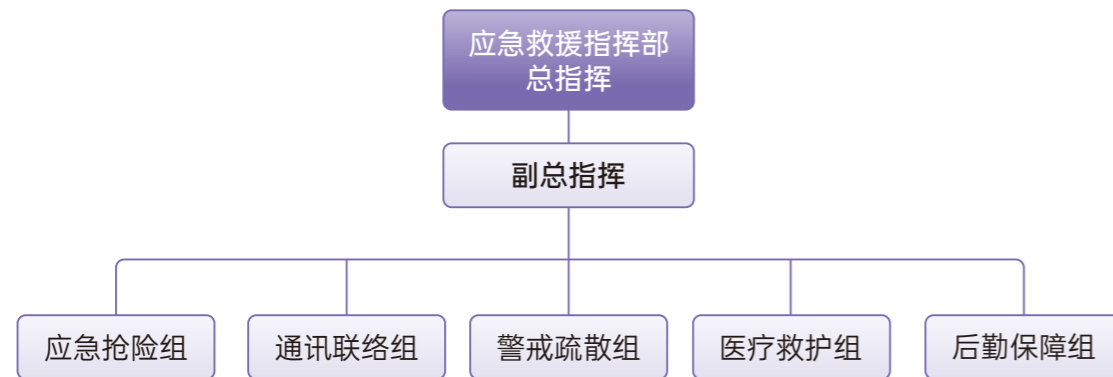 应急救援指挥部
总指挥
副总指挥
应急抢险组
通讯联络组
警戒疏散组
医疗救护组
后勤保障组